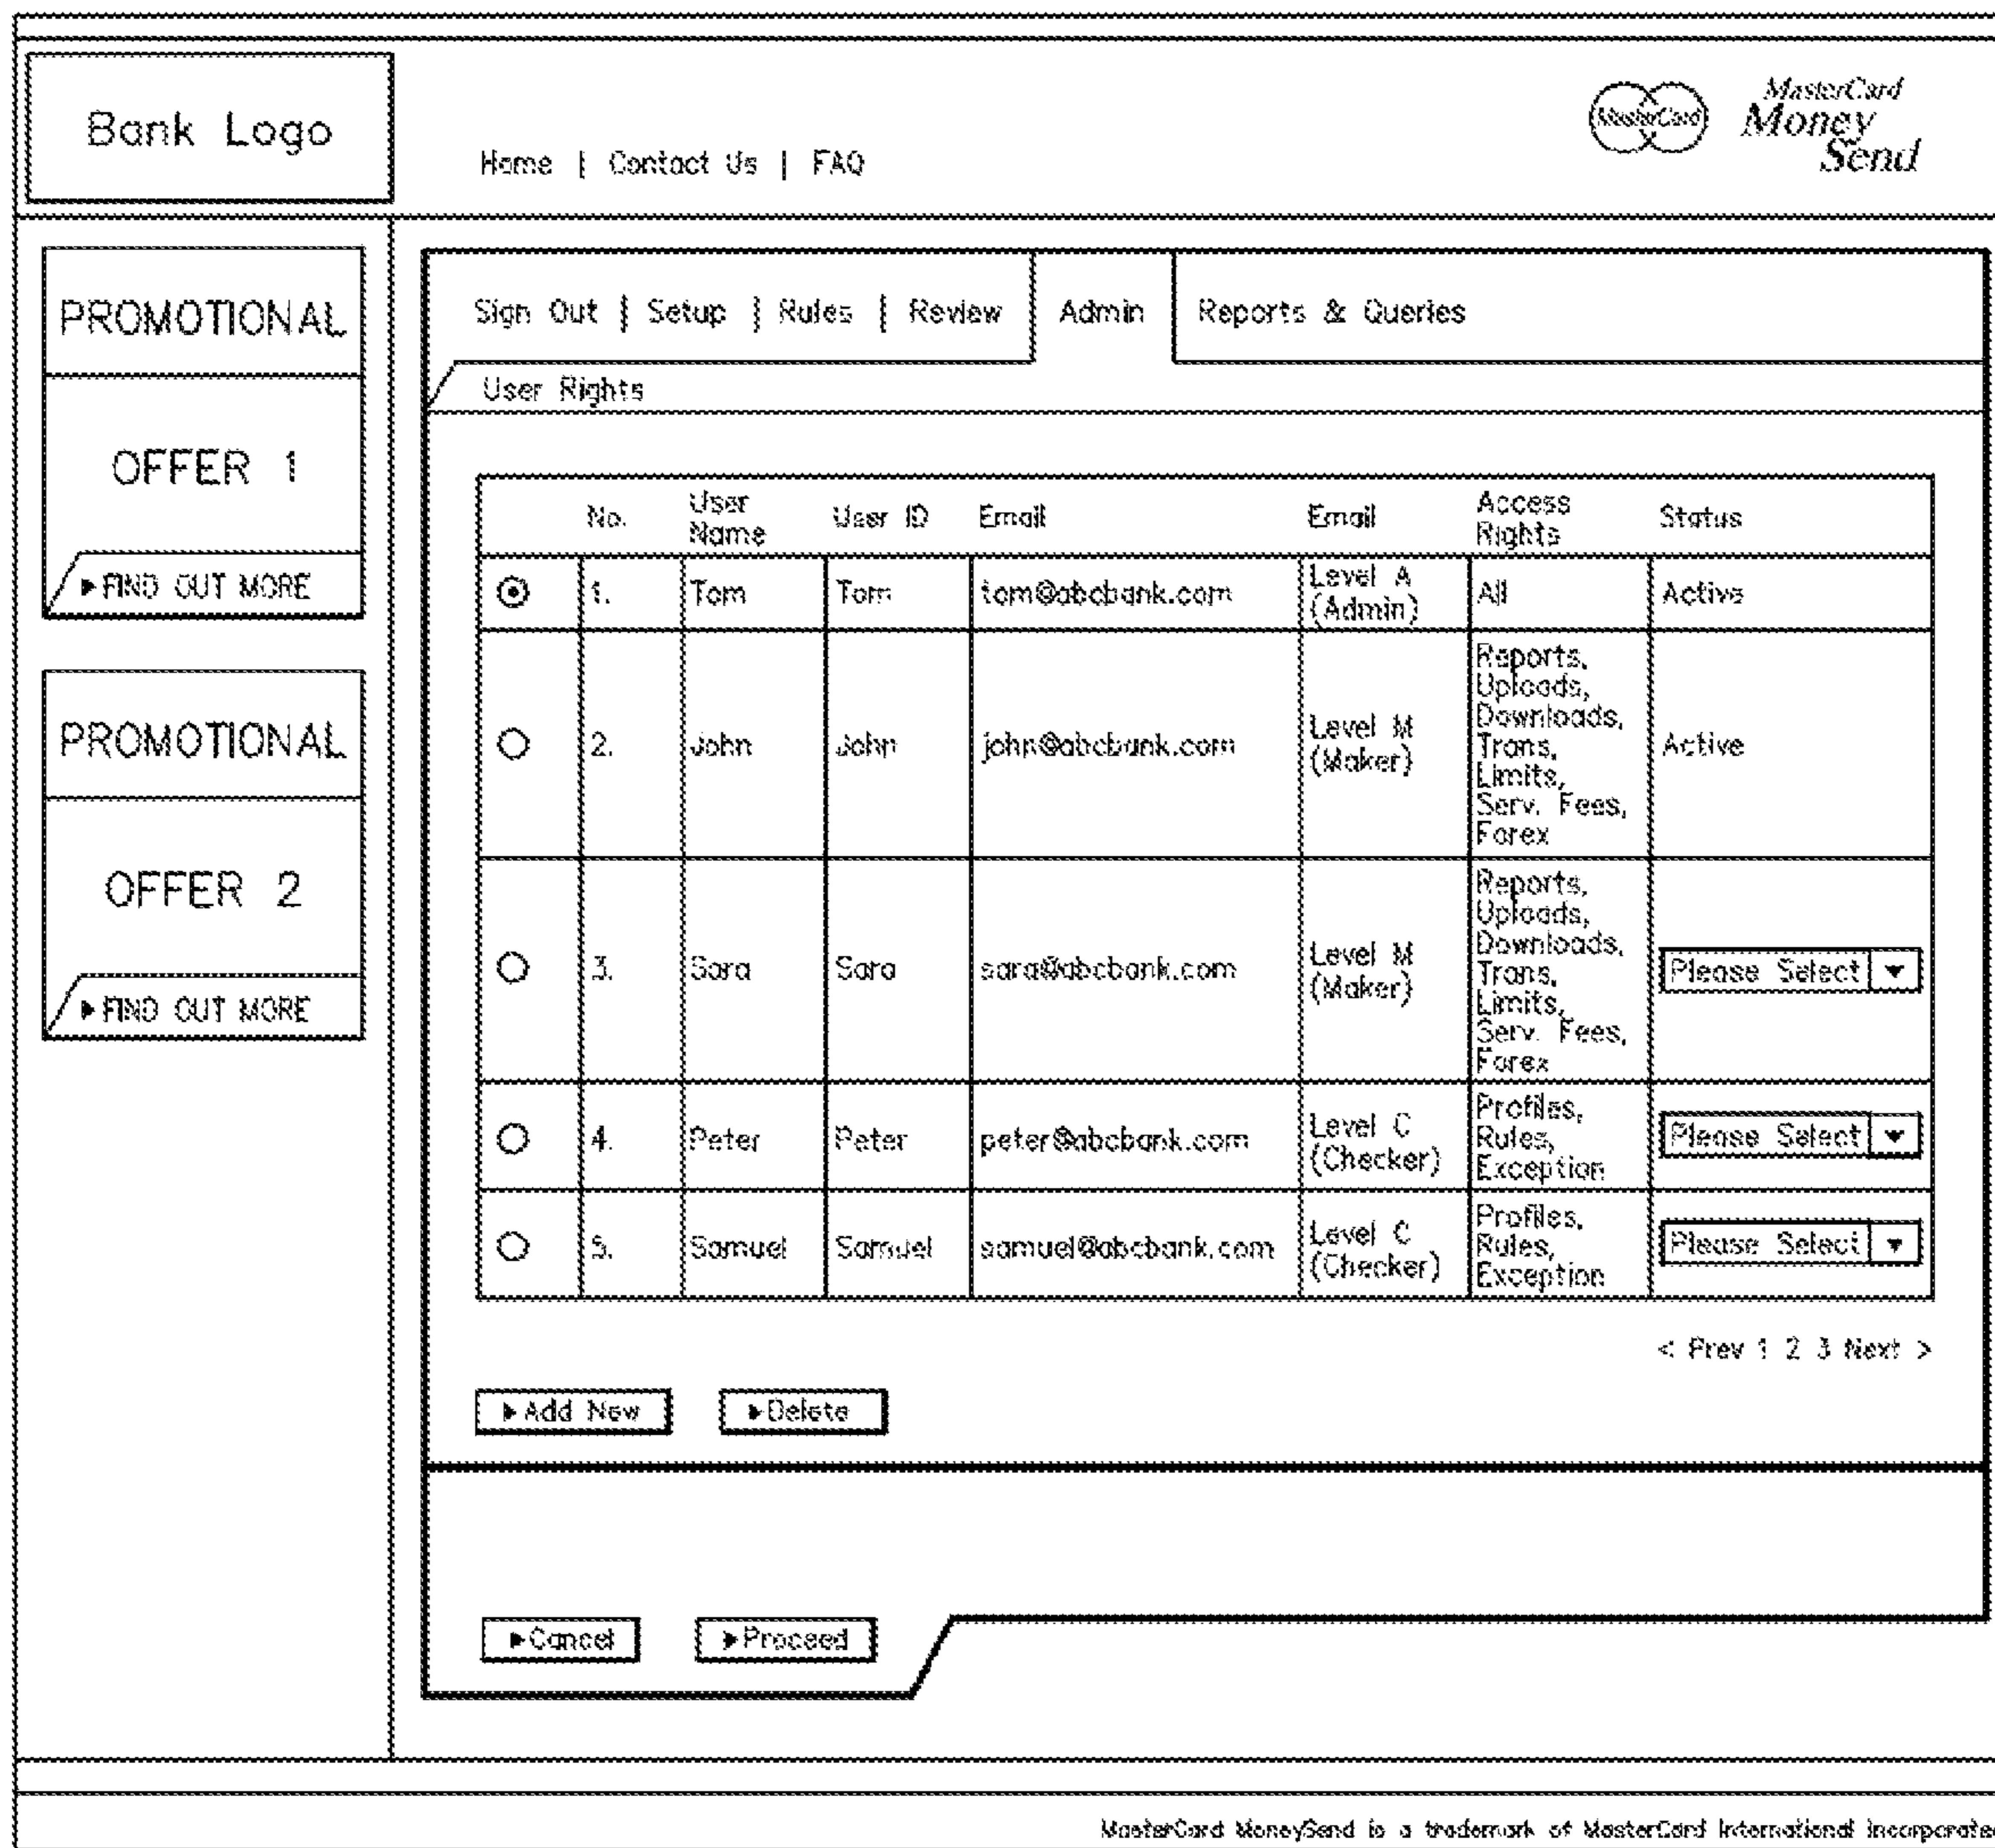 Bank Logo
Home | Contact Us | FAQ
MasterCard
MasterCard
Money
Send
PROMOTIONAL
OFFER 1
▶FIND OUT MORE
PROMOTIONAL
OFFER 2
▶FIND OUT MORE
Sign Out | Setup | Rules | Review Admin Reports & Queries
User Rights
No. User Name User ID Email Email Access Rights Status
1. Tom Tom tom@abcbank.com Level A (Admin) All Active
2. John John john@abcbank.com Level M (Maker) Reports, Uploads, Downloads, Trans, Limits, Serv. Fees, Forex Active
3. Sara Sara sara@abcbank.com Level M (Maker) Reports, Uploads, Downloads, Trans, Limits, Serv. Fees, Forex Please Select ▼
4. Peter Peter peter@abcbank.com Level C (Checker) Profiles, Rules, Exception Please Select ▼
5. Samuel Samuel samuel@abcbank.com Level C (Checker) Profiles, Rules, Exception Please Select ▼
< Prev 1 2 3 Next >
▶Add New ▶Delete
▶Cancel ▶Proceed
MasterCard MoneySend is a trademark of MasterCard International Incorporated